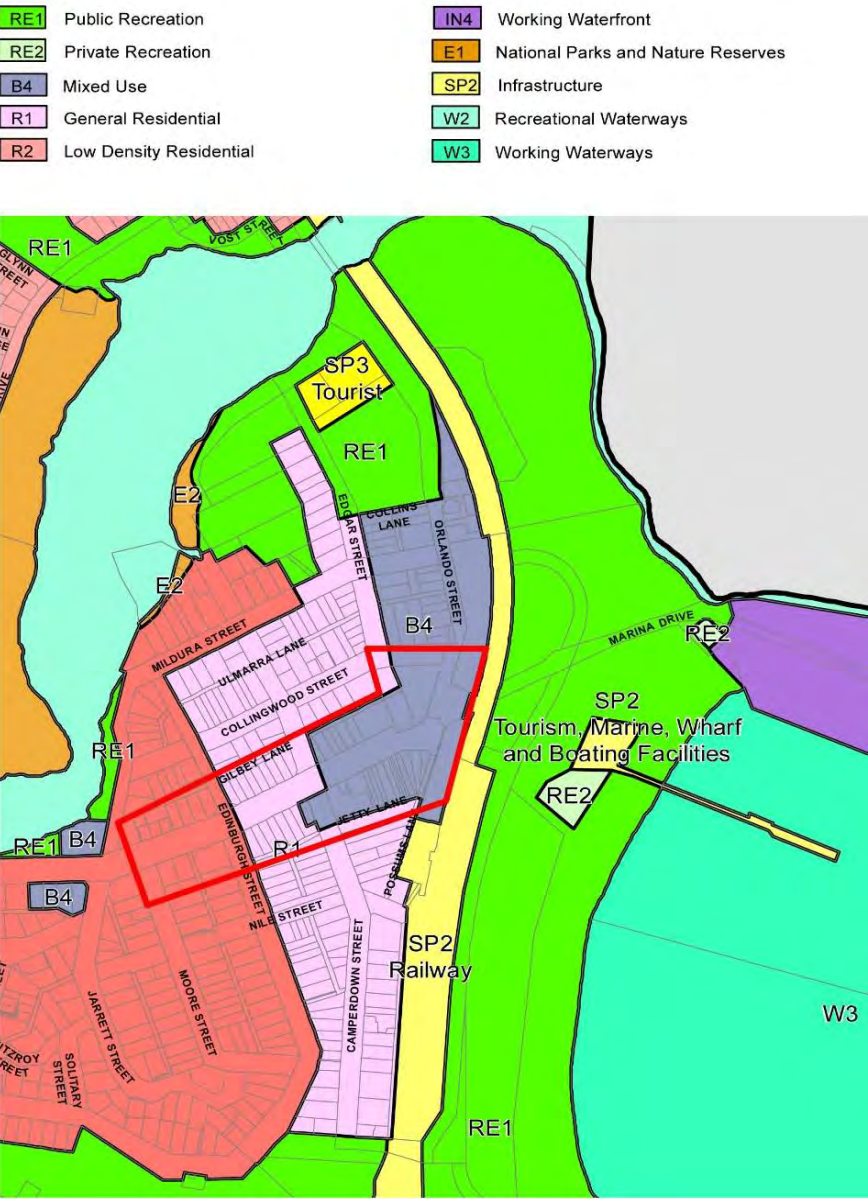 RE1 Public Recreation
RE2 Private Recreation
B4 Mixed Use
R1 General Residential
R2 Low Density Residential
IN4 Working Waterfront
E1 National Parks and Nature Reserves
SP2 Infrastructure
W2 Recreational Waterways
W3 Working Waterways
VOST STREET
RE1
GLYNN
REET
SP3
Tourist
RE1
E2
COLLINS
LANE
EDGAR STREET
ORLANDO STREET
E2
B4
MILDURA STREET
ULMARRA LANE
COLLINGWOOD STREET
MARINA DRIVE
RE2
SP2
Tourism, Marine, Wharf
and Boating Facilities
RE1
GILBEY LANE
RE2
JETTY LANE
EDINBURGH STREET
R1
POSSUMS LANE
RE1
B4
B4
NILE STREET
SP2
Railway
CAMPERDOWN STREET
MOORE STREET
JARRETT STREET
W3
SOLITARY
STREET
RE1